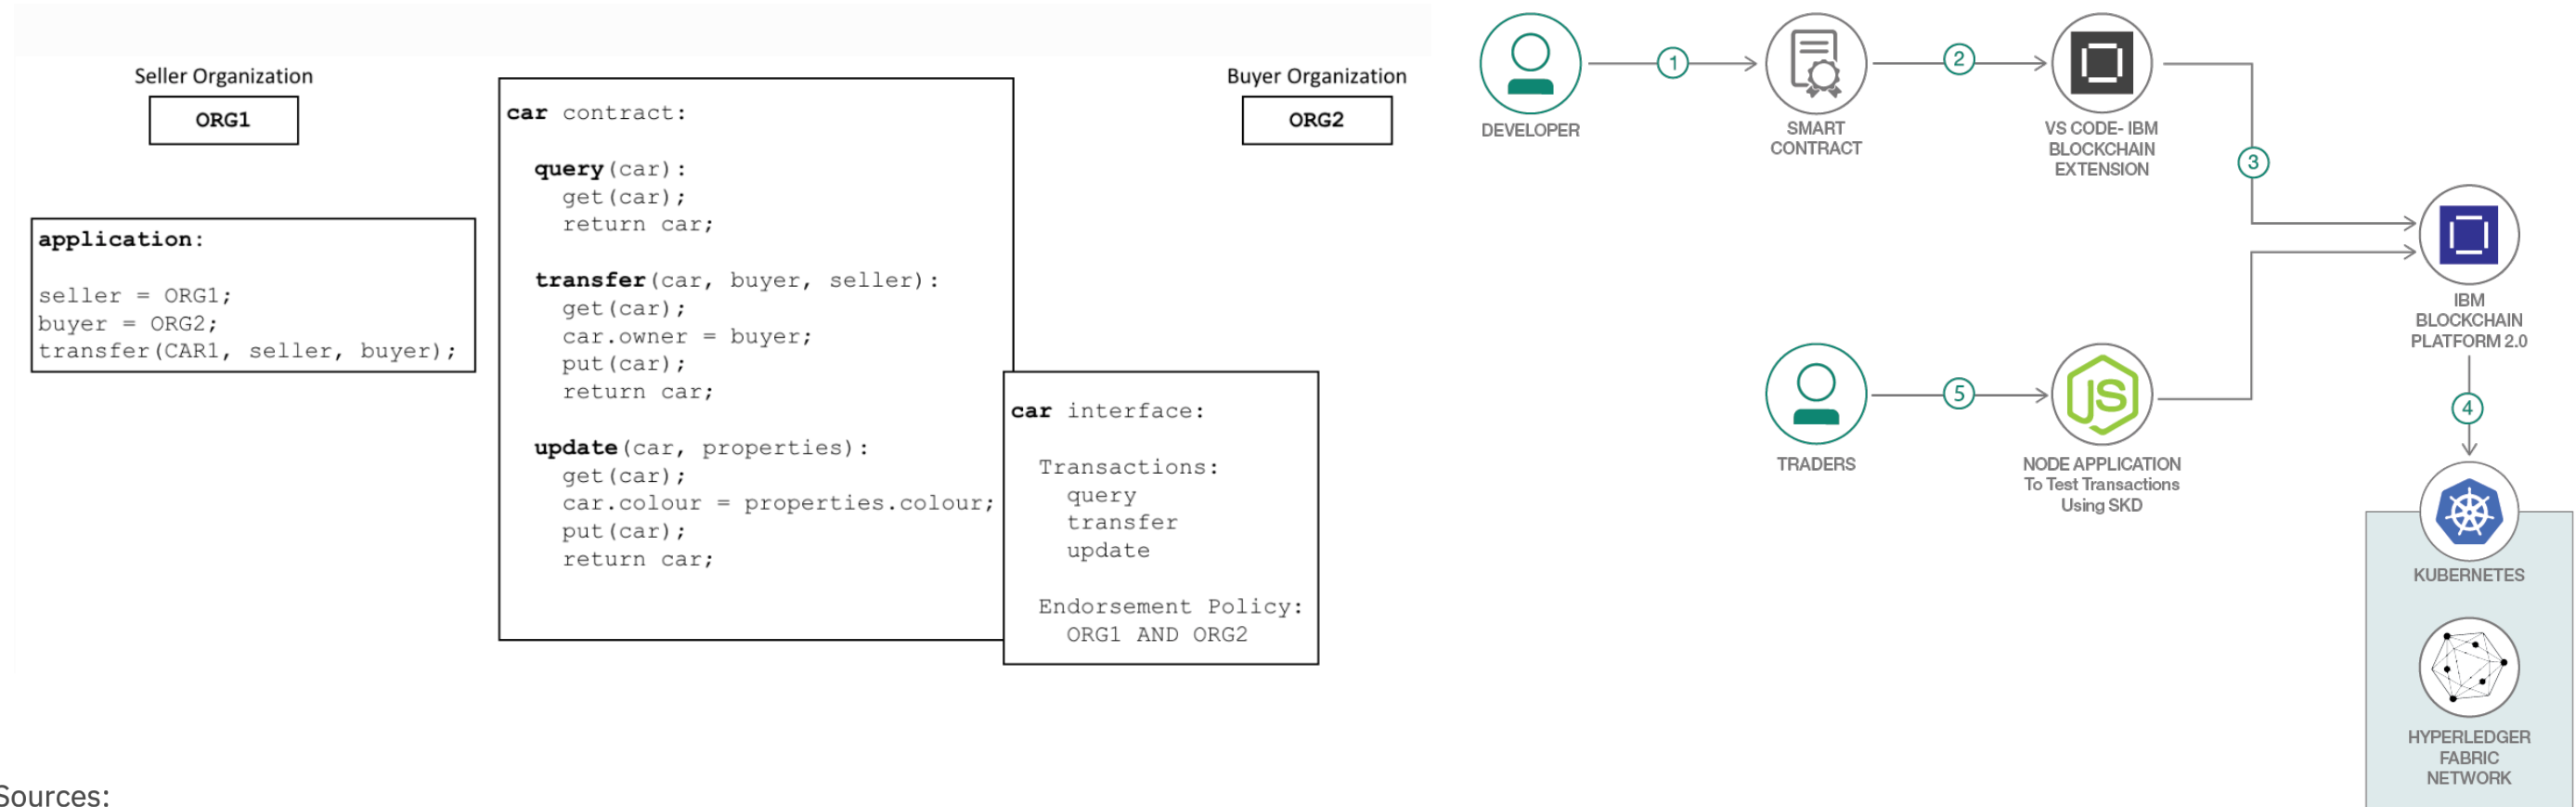 Seller Organization
ORG1
application:
seller = ORG1;
buyer = ORG2;
transfer(CAR1, seller, buyer);
car contract:
query(car):
get(car);
return car;
transfer(car, buyer, seller):
get(car);
car.owner = buyer;
put(car);
return car;
update(car, properties):
get(car);
car.colour = properties.colour;
put(car);
return car;
car interface:
Transactions:
query
transfer
update
Endorsement Policy:
ORG1 AND ORG2
Buyer Organization
ORG2
DEVELOPER
1
SMART
CONTRACT
2
VS CODE- IBM
BLOCKCHAIN
EXTENSION
3
IBM
BLOCKCHAIN
PLATFORM 2.0
TRADERS
5
JS
NODE APPLICATION
To Test Transactions
Using SKD
4
KUBERNETES
HYPERLEDGER
FABRIC
NETWORK
Sources: